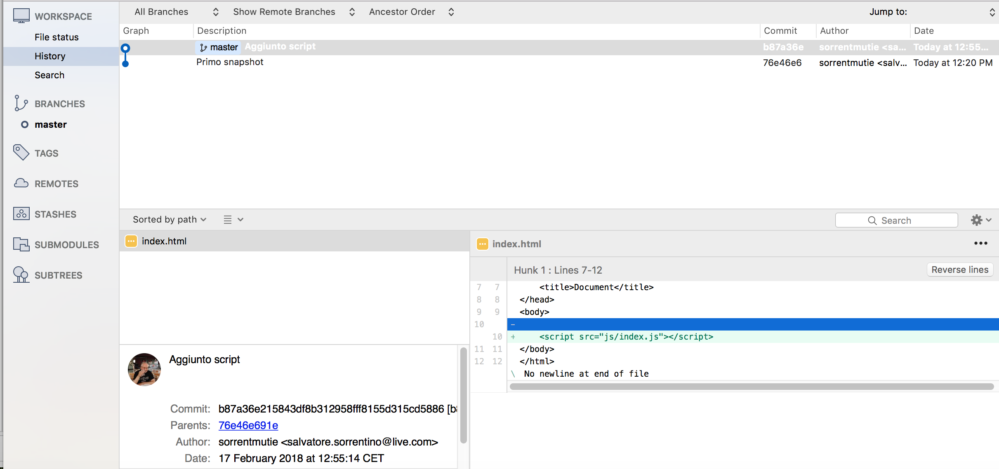 WORKSPACE
File status
History
Search
BRANCHES
master
TAGS
REMOTES
STASHES
SUBMODULES
SUBTREES
All Branches Show Remote Branches Ancestor Order Jump to:
Graph Description Commit Author Date
master Aggiunto script b87a36e sorrentmutie <sa... Today at 12:55...
Primo snapshot 76e46e6 sorrentmutie <salv... Today at 12:20 PM
Sorted by path Search
index.html
Aggiunto script
Commit: b87a36e215843df8b312958fff8155d315cd5886 [b8
Parents: 76e46e691e
Author: sorrentmutie <salvatore.sorrentino@live.com>
Date: 17 February 2018 at 12:55:14 CET
index.html
Hunk 1 : Lines 7-12 Reverse lines
7 7 <title>Document</title>
8 8 </head>
9 9 <body>
10 -
10 + <script src="js/index.js"></script>
11 11 </body>
12 12 </html>
\ No newline at end of file